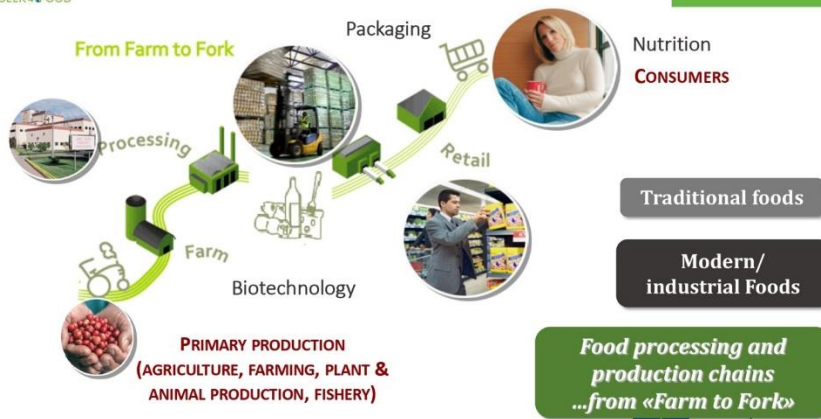 Packaging
From Farm to Fork
Nutrition
CONSUMERS
Processing
Retail
Traditional foods
Farm
Modern/
industrial Foods
Biotechnology
PRIMARY PRODUCTION
(AGRICULTURE, FARMING, PLANT &
ANIMAL PRODUCTION, FISHERY)
Food processing and
production chains
...from «Farm to Fork»